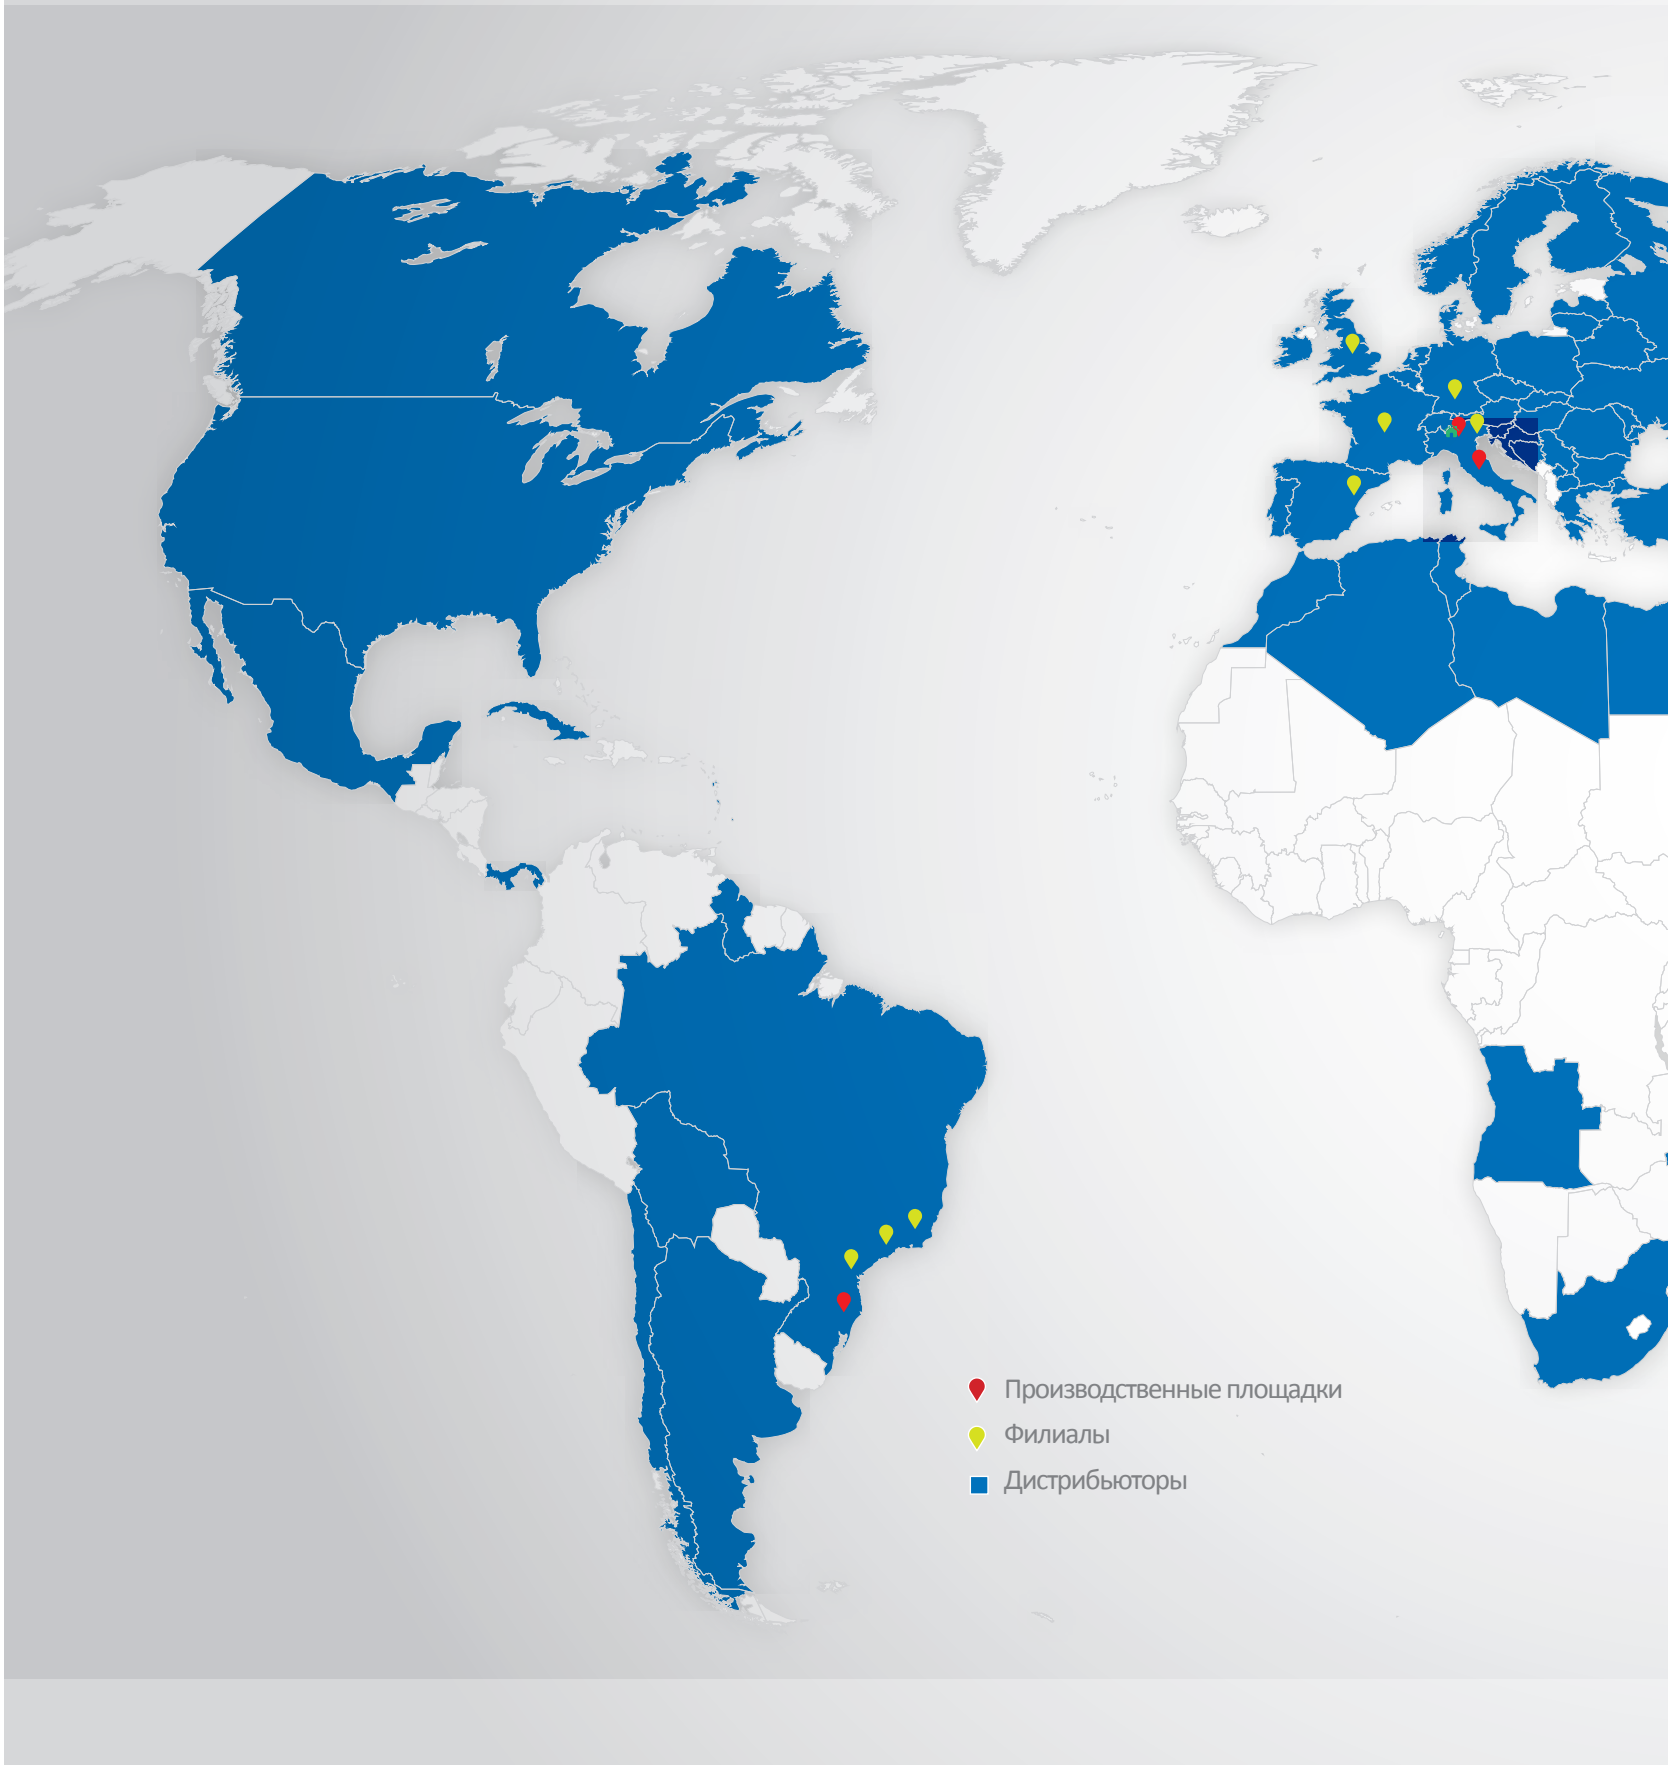 Производственные площадки
Филиалы
Дистрибьюторы